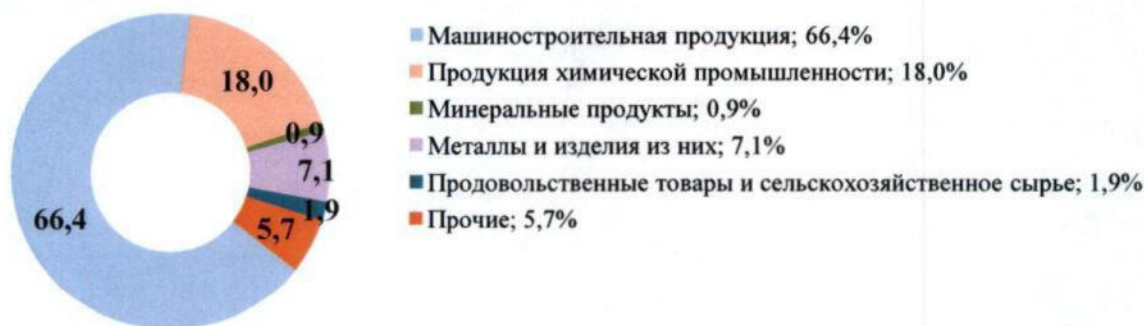 18,0
0,9
7,1
1,9
5,7
66,4
Машиностроительная продукция; 66,4%
Продукция химической промышленности; 18,0%
Минеральные продукты; 0,9%
Металлы и изделия из них; 7,1%
Продовольственные товары и сельскохозяйственное сырье; 1,9%
Прочие; 5,7%